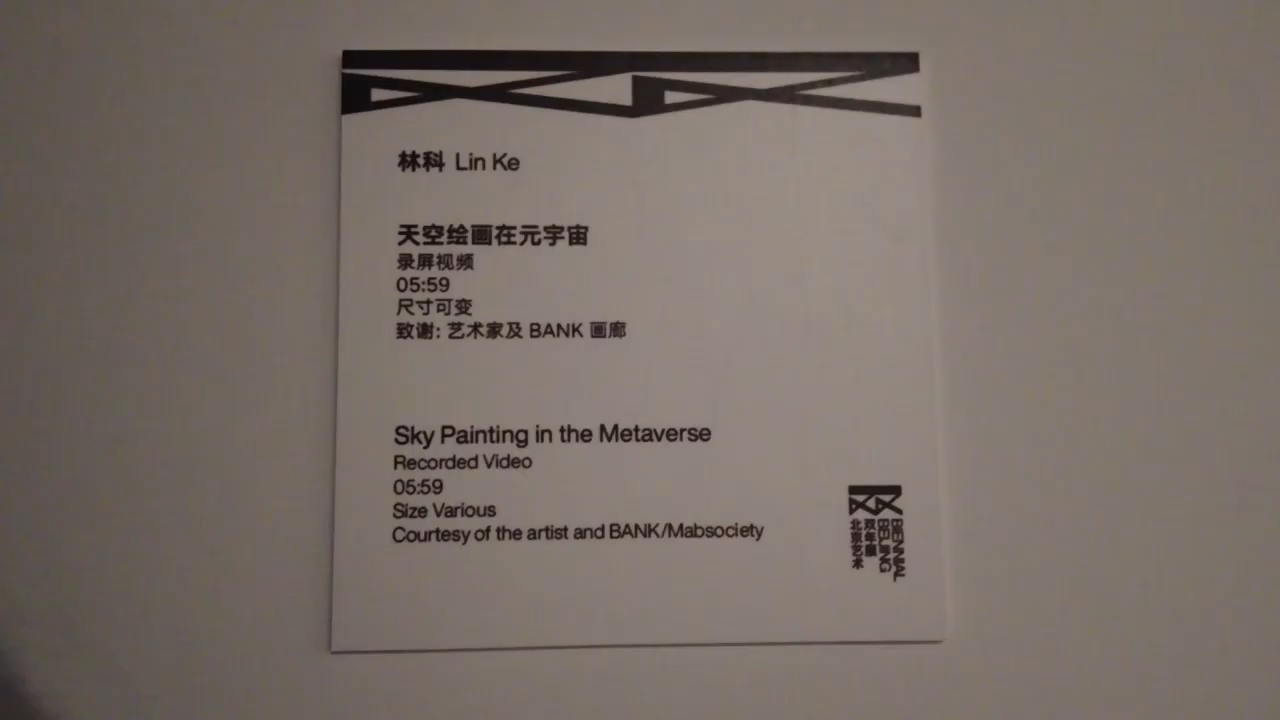 林科 Lin Ke
天空绘画在元宇宙
录屏视频
05:59
尺寸可变
致谢: 艺术家及 BANK 画廊
Sky Painting in the Metaverse
Recorded Video
05:59
Size Various
Courtesy of the artist and BANK/Mabsociety
北京艺术
双年展
BEIJING
BIENNIAL